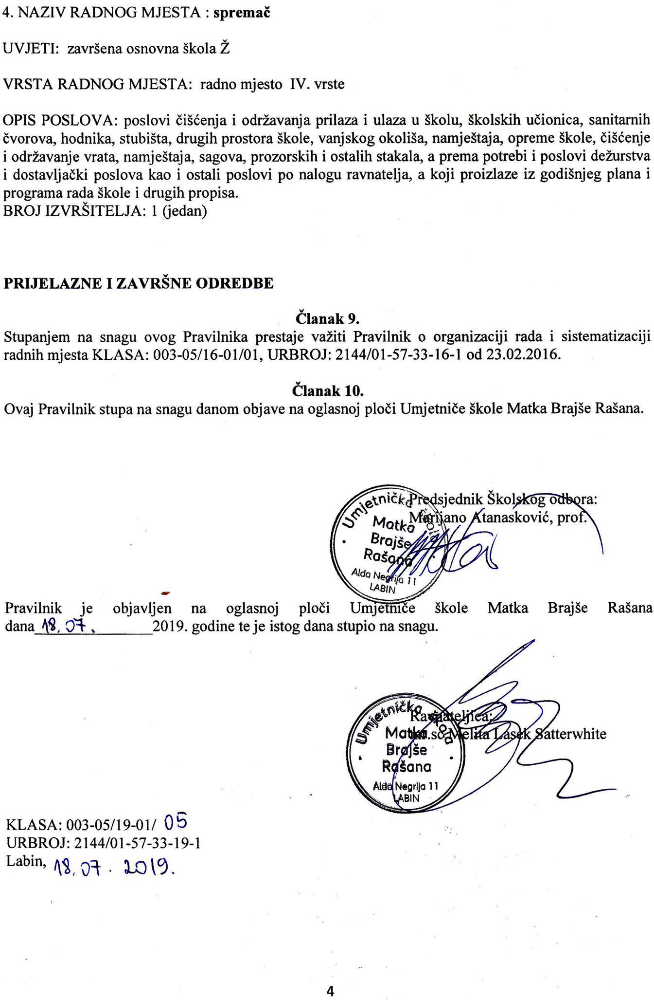 4. NAZIV RADNOG MJESTA : spremač
UVJETI: završena osnovna škola Ž
VRSTA RADNOG MJESTA: radno mjesto IV. vrste
OPIS POSLOVA: poslovi čišćenja i održavanja prilaza i ulaza u školu, školskih učionica, sanitarnih
čvorova, hodnika, stubišta, drugih prostora škole, vanjskog okoliša, namještaja, opreme škole, čišćenje
i održavanje vrata, namještaja, sagova, prozorskih i ostalih stakala, a prema potrebi i poslovi dežurstva
i dostavljački poslova kao i ostali poslovi po nalogu ravnatelja, a koji proizlaze iz godišnjeg plana i
programa rada škole i drugih propisa.
BROJ IZVRŠITELJA: 1 (jedan)
PRIJELAZNE I ZAVRŠNE ODREDBE
Članak 9.
Stupanjem na snagu ovog Pravilnika prestaje važiti Pravilnik o organizaciji rada i sistematizaciji
radnih mjesta KLASA: 003-05/16-01/01, URBROJ: 2144/01-57-33-16-1 od 23.02.2016.
Članak 10.
Ovaj Pravilnik stupa na snagu danom objave na oglasnoj ploči Umjetniče škole Matka Brajše Rašana.
Predsjednik Školskog odbora:
Marijano Atanasković, prof.
Umjetnička škola
Matka
Brajše
Rašana
Aldo Negrija 11
LABIN
Pravilnik je objavljen na oglasnoj ploči Umjetniče škole Matka Brajše Rašana
dana 18.07. 2019. godine te je istog dana stupio na snagu.
Ravnateljica:
mr.sc Melita Lasek Satterwhite
Umjetnička škola
Matka
Brajše
Rašana
Aldo Negrija 11
LABIN
KLASA: 003-05/19-01/ 05
URBROJ: 2144/01-57-33-19-1
Labin, 18.07. 2019.
4